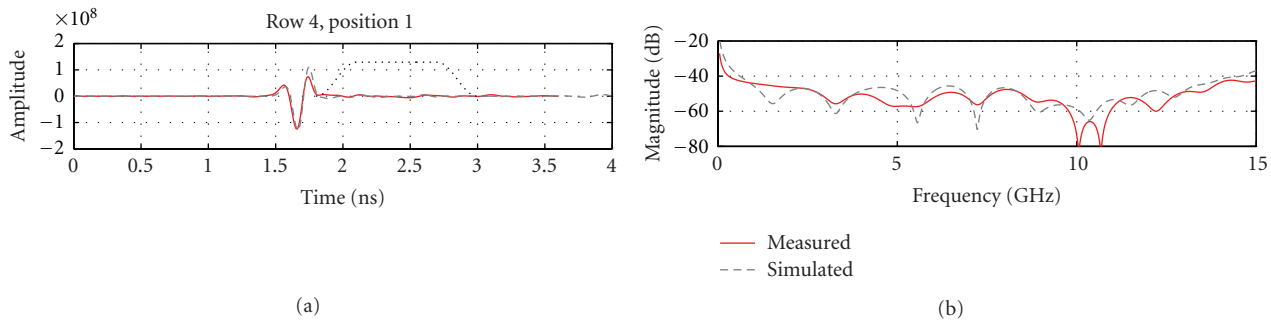 Row 4, position 1
×10⁸
2
1
0
−1
−2
Amplitude
0
0.5
1
1.5
2
2.5
3
3.5
4
Time (ns)
(a)
−20
−40
−60
−80
Magnitude (dB)
0
5
10
15
Frequency (GHz)
Measured
Simulated
(b)